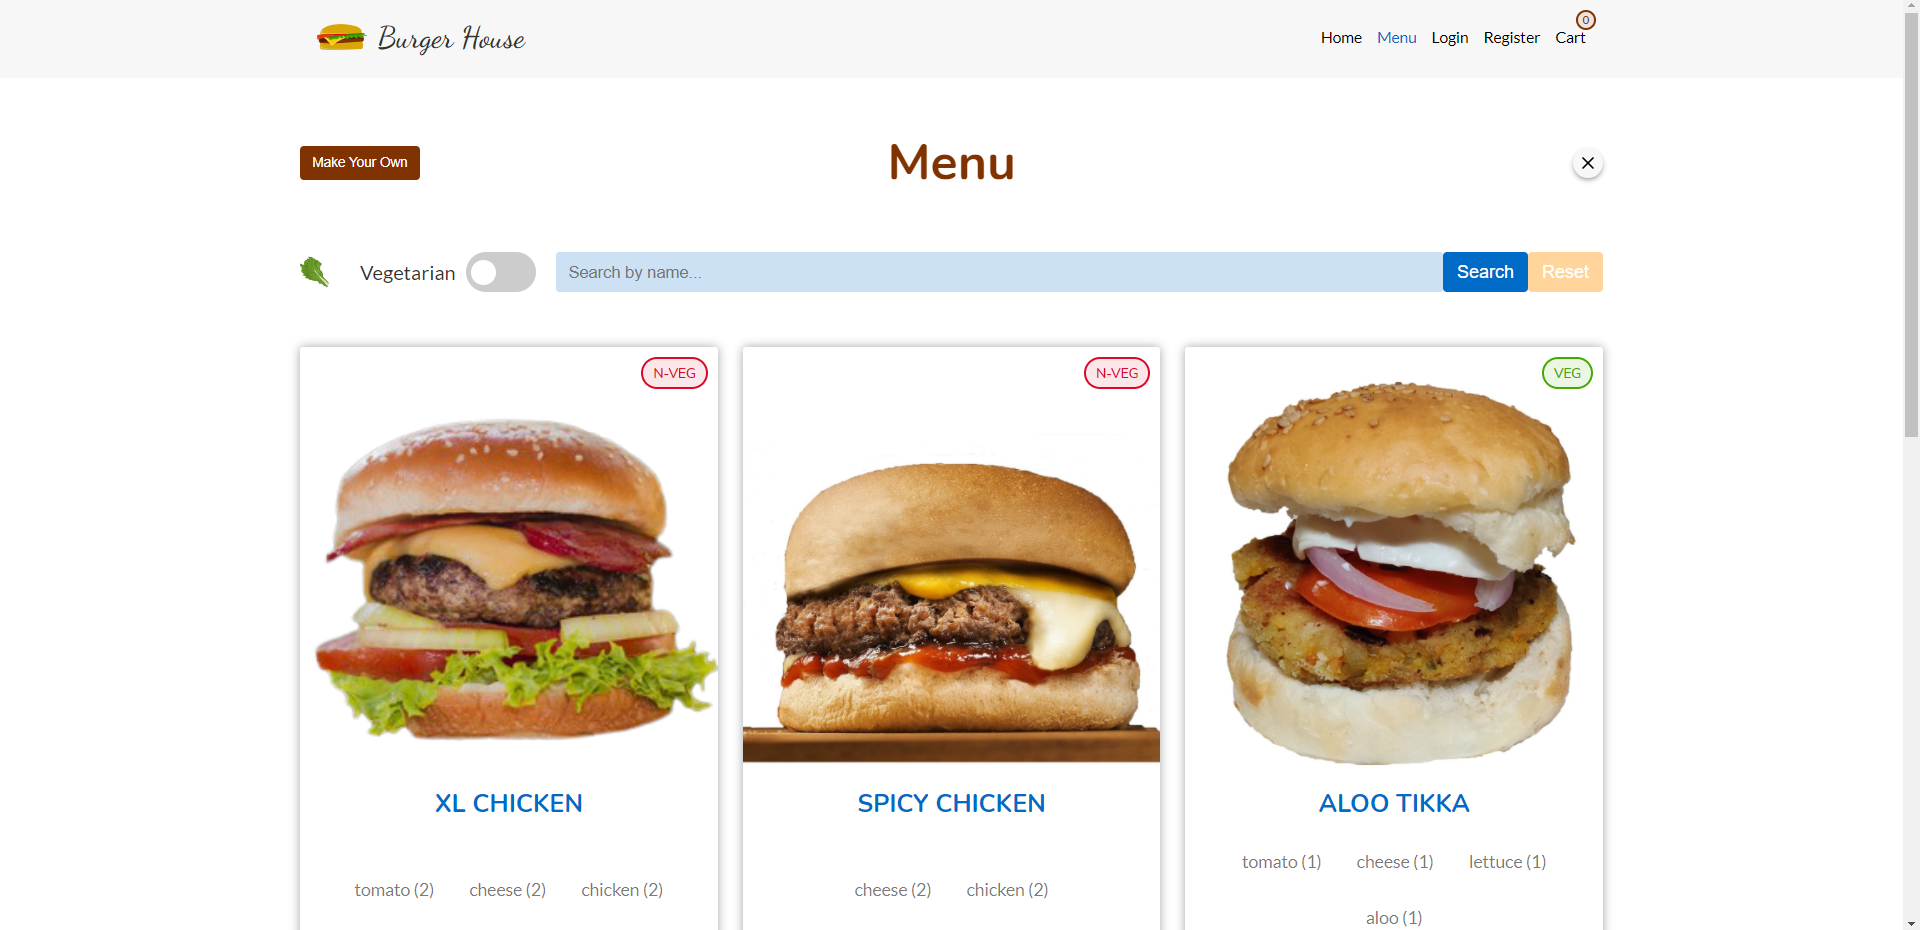 Burger House
Home Menu Login Register Cart 0
Make Your Own
Menu
Vegetarian
Search by name...
Search
Reset
N-VEG
N-VEG
VEG
XL CHICKEN
SPICY CHICKEN
ALOO TIKKA
tomato (2) cheese (2) chicken (2)
cheese (2) chicken (2)
tomato (1) cheese (1) lettuce (1)
aloo (1)